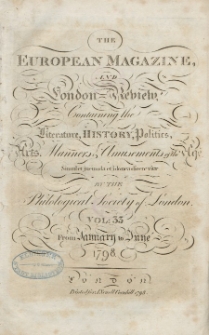 THE
EUROPEAN MAGAZINE,
AND
London Review,
Containing the
Literature, HISTORY, Politics,
Arts, Manners & Amusements of the Age
BY THE
Philological Society of London.
VOL: 33
From January to June
1798
London